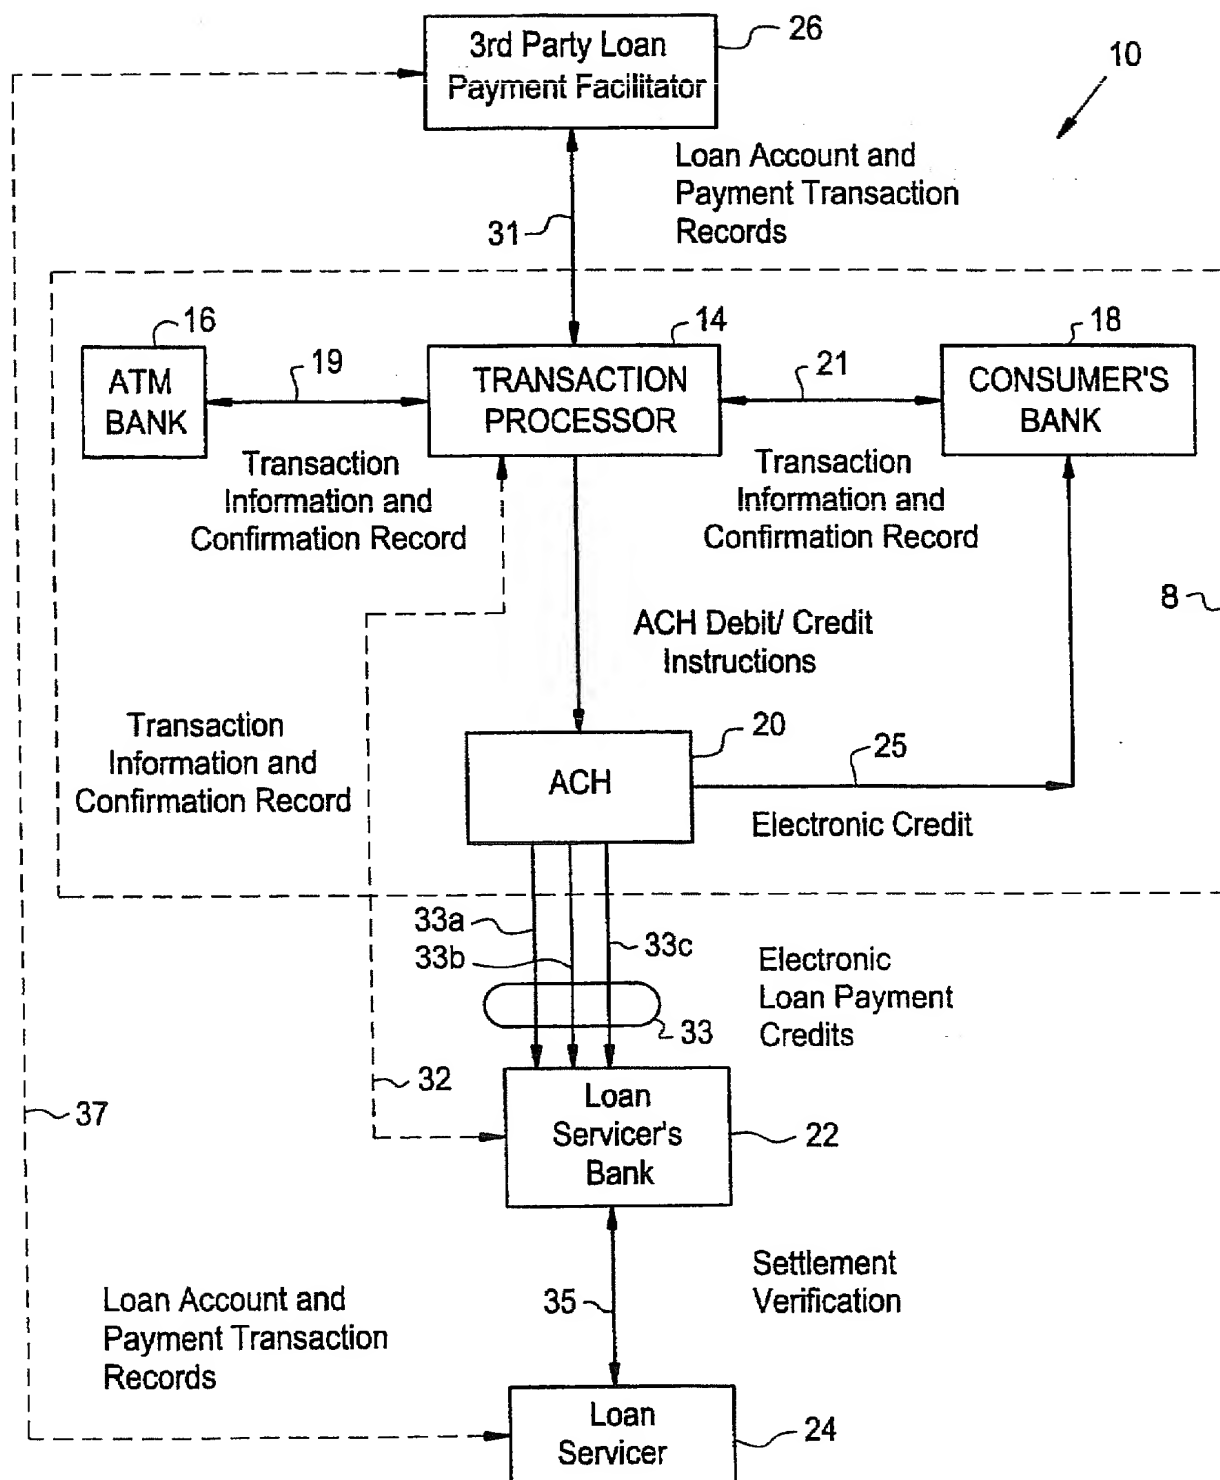 3rd Party Loan
Payment Facilitator
26
10
Loan Account and
Payment Transaction
Records
31
16
14
18
ATM
BANK
19
TRANSACTION
PROCESSOR
21
CONSUMER'S
BANK
Transaction
Information and
Confirmation Record
Transaction
Information and
Confirmation Record
8
ACH Debit/ Credit
Instructions
Transaction
Information and
Confirmation Record
20
25
ACH
Electronic Credit
33a
33b
33c
Electronic
Loan Payment
Credits
33
32
37
Loan
Servicer's
Bank
22
Settlement
Verification
35
Loan Account and
Payment Transaction
Records
Loan
Servicer
24